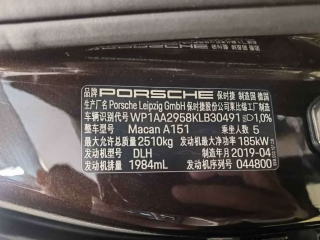 品牌 PORSCHE 保时捷 制造国 德国
生产厂名 Porsche Leipzig GmbH 保时捷股份公司莱比锡工厂制造
车辆识别代号 WP1AA2958KLB30491 1,0%
整车型号 Macan A151 乘坐人数 5
最大允许总质量 2510kg 发动机最大净功率 185kW
发动机型号 DLH 制造年月 2019-04
发动机排量 1984mL 发动机序列号 044800